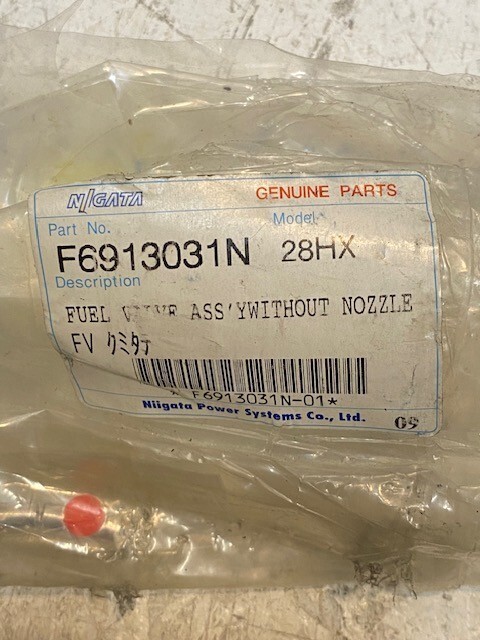 NIIGATA
GENUINE PARTS
Part No.
Model
F6913031N
28HX
Description
FUEL VALVE ASS'YWITHOUT NOZZLE
FV クミタテ
* F6913031N-01*
Niigata Power Systems Co., Ltd.
09